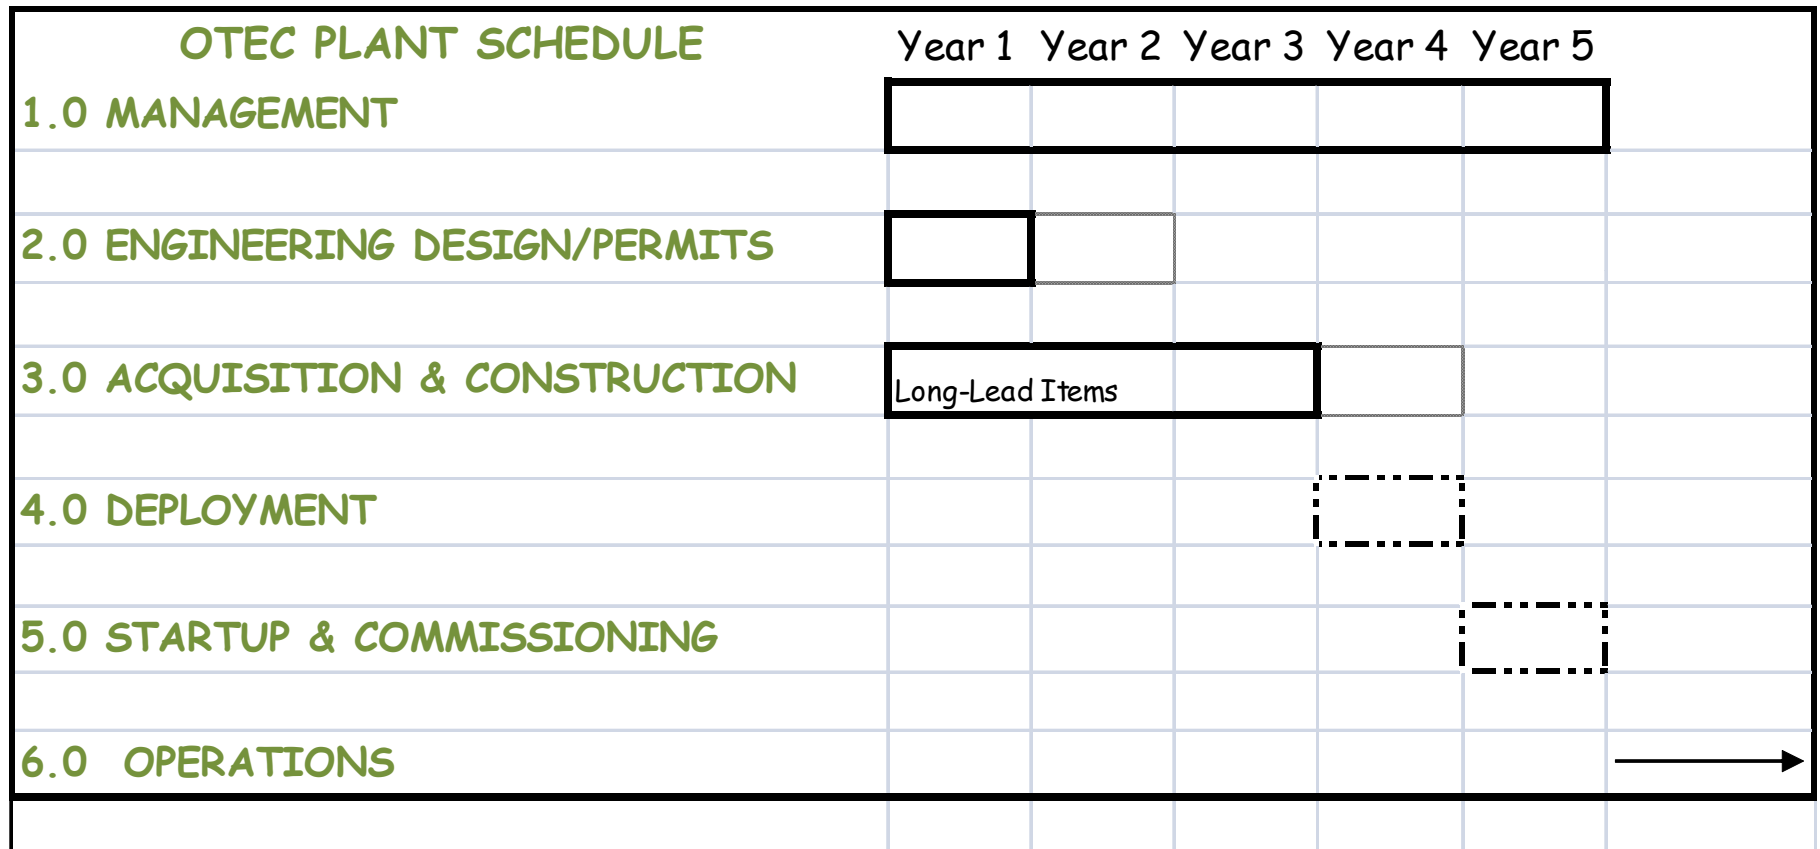 OTEC PLANT SCHEDULE Year 1 Year 2 Year 3 Year 4 Year 5
1.0 MANAGEMENT
2.0 ENGINEERING DESIGN/PERMITS
3.0 ACQUISITION & CONSTRUCTION Long-Lead Items
4.0 DEPLOYMENT
5.0 STARTUP & COMMISSIONING
6.0 OPERATIONS